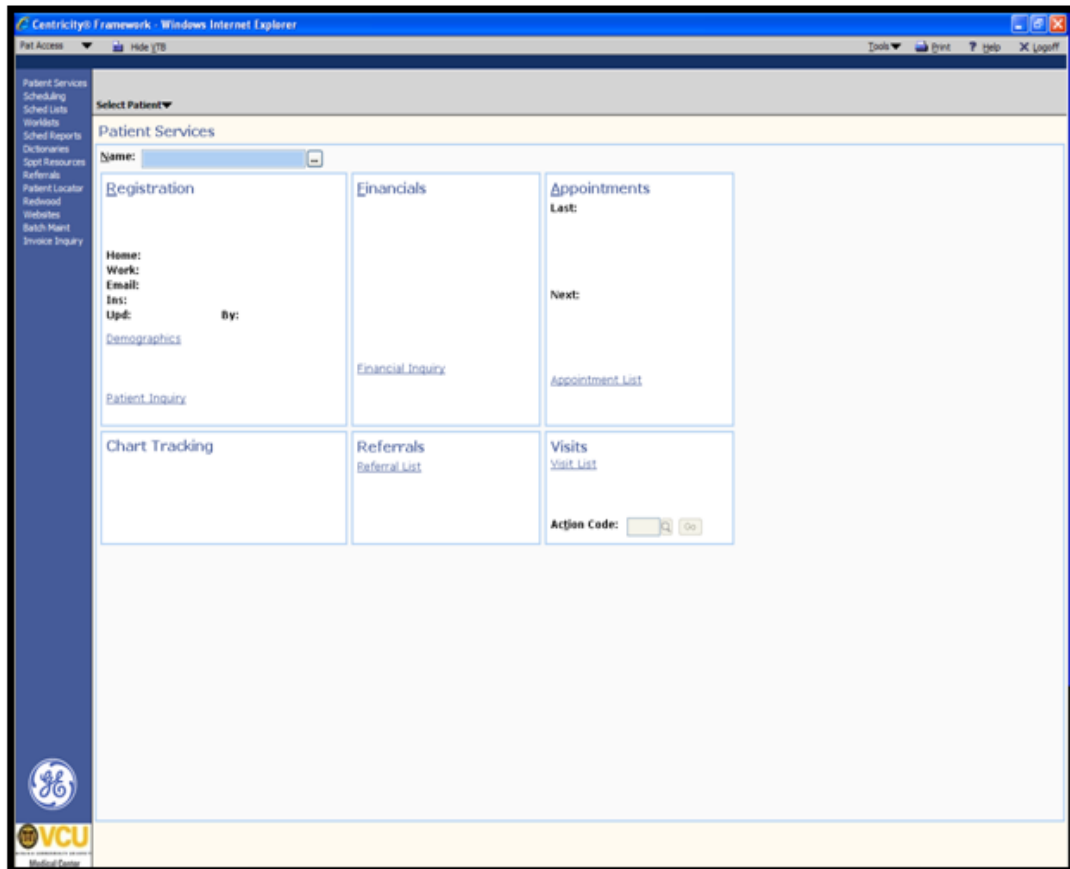 Centricity® Framework - Windows Internet Explorer
Pat Access Hide VTB Tools Print ? Help X Logoff
Patient Services
Scheduling
Sched Lists
Worklists
Sched Reports
Dictionaries
Sppt Resources
Referrals
Patient Locator
Redwood
Websites
Batch Maint
Invoice Inquiry
Select Patient
Patient Services
Name: ...
Registration
Home:
Work:
Email:
Ins:
Upd: By:
Demographics
Patient Inquiry
Financials
Financial Inquiry
Appointments
Last:
Next:
Appointment List
Chart Tracking
Referrals
Referral List
Visits
Visit List
Action Code: Go
GE
VCU
Medical Center